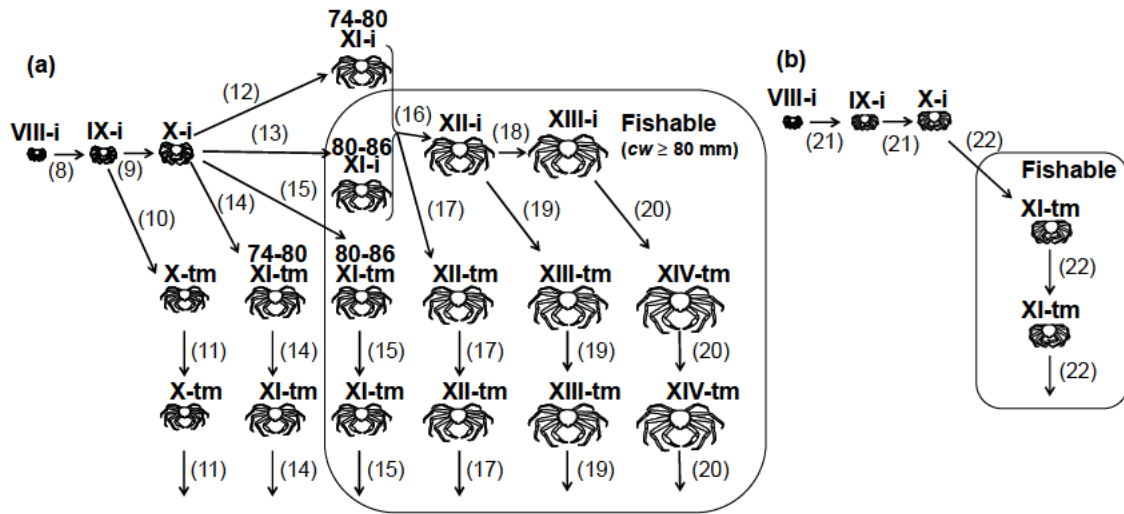 (a)
74-80
XI-i
(12)
(13)
VIII-i
IX-i
X-i
(8)
(9)
80-86
XI-i
(16)
XII-i
(18)
XIII-i
Fishable
(cw ≥ 80 mm)
(10)
(14)
(15)
(17)
(19)
(20)
X-tm
74-80
XI-tm
80-86
XI-tm
XII-tm
XIII-tm
XIV-tm
(11)
(14)
(15)
(17)
(19)
(20)
X-tm
XI-tm
XI-tm
XII-tm
XIII-tm
XIV-tm
(11)
(14)
(15)
(17)
(19)
(20)
(b)
VIII-i
IX-i
X-i
(21)
(21)
(22)
Fishable
XI-tm
(22)
XI-tm
(22)